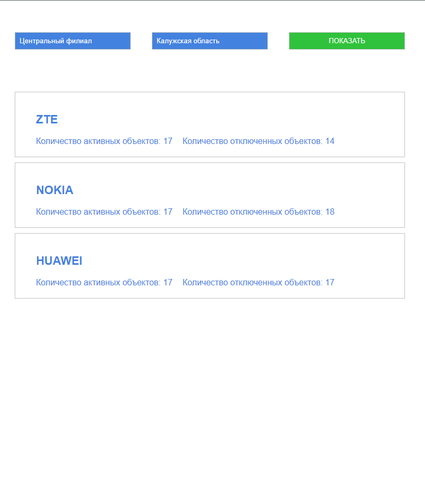 Центральный филиал
Калужская область
ПОКАЗАТЬ
ZTE
Количество активных объектов: 17 Количество отключенных объектов: 14
NOKIA
Количество активных объектов: 17 Количество отключенных объектов: 18
HUAWEI
Количество активных объектов: 17 Количество отключенных объектов: 17